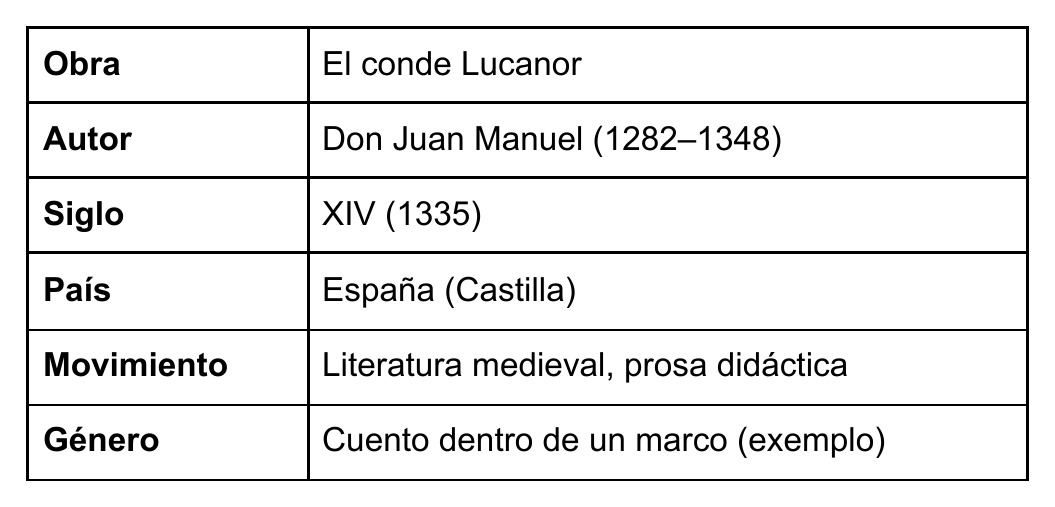 Obra El conde Lucanor
Autor Don Juan Manuel (1282–1348)
Siglo XIV (1335)
País España (Castilla)
Movimiento Literatura medieval, prosa didáctica
Género Cuento dentro de un marco (exemplo)